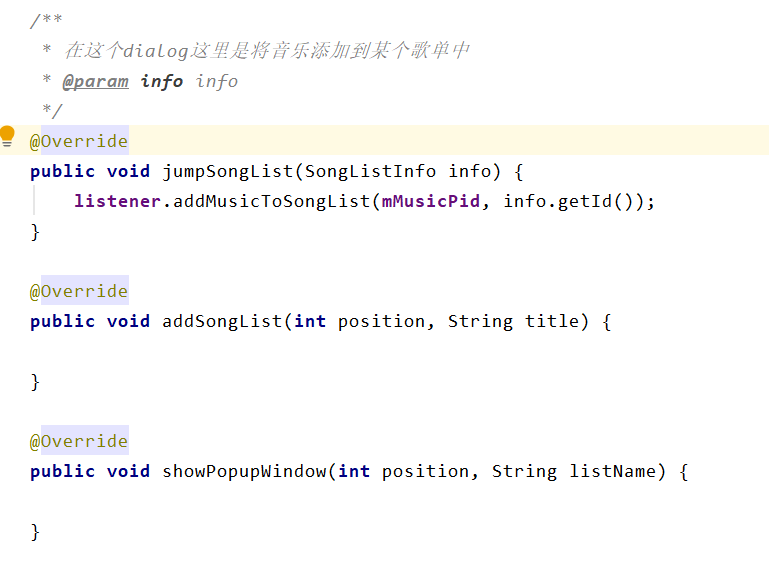 /**
 * 在这个dialog这里是将音乐添加到某个歌单中
 * @param info info
 */
@Override
public void jumpSongList(SongListInfo info) {
    listener.addMusicToSongList(mMusicPid, info.getId());
}
@Override
public void addSongList(int position, String title) {
}
@Override
public void showPopupWindow(int position, String listName) {
}